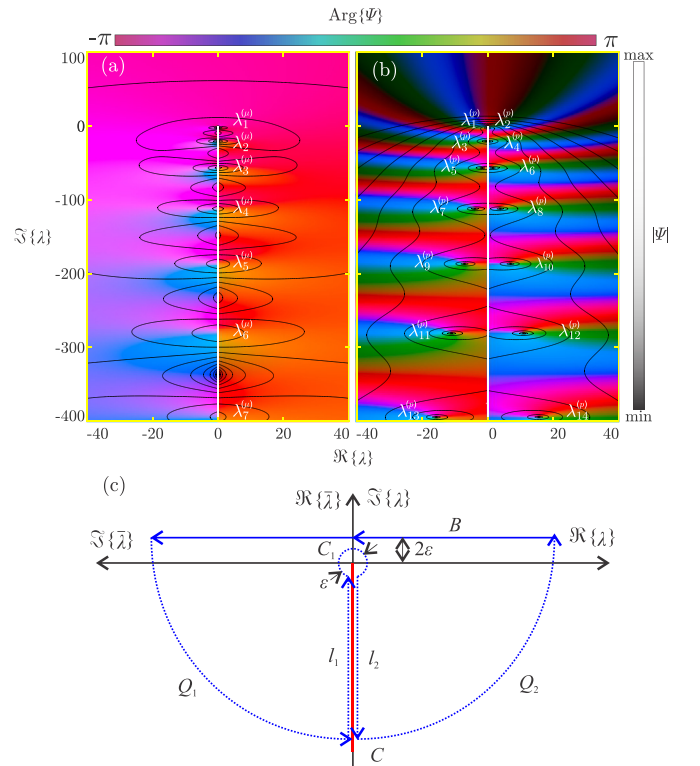 Arg{Ψ}
-π π
(a) (b)
max
100
0
-100
-200
-300
-400
ℑ{λ}
λ₁⁽ᵘ⁾
λ₂⁽ᵘ⁾
λ₃⁽ᵘ⁾
λ₄⁽ᵘ⁾
λ₅⁽ᵘ⁾
λ₆⁽ᵘ⁾
λ₇⁽ᵘ⁾
λ₁⁽ᵖ⁾ λ₂⁽ᵖ⁾
λ₃⁽ᵖ⁾ λ₄⁽ᵖ⁾
λ₅⁽ᵖ⁾ λ₆⁽ᵖ⁾
λ₇⁽ᵖ⁾ λ₈⁽ᵖ⁾
λ₉⁽ᵖ⁾ λ₁₀⁽ᵖ⁾
λ₁₁⁽ᵖ⁾ λ₁₂⁽ᵖ⁾
λ₁₃⁽ᵖ⁾ λ₁₄⁽ᵖ⁾
|Ψ|
min
-40 -20 0 20 -40 -20 0 20 40
ℜ{λ}
(c)
ℜ{λ̄} ℑ{λ}
ℑ{λ̄} C₁ B 2ε ℜ{λ}
ε
l₁ l₂
Q₁ Q₂
C